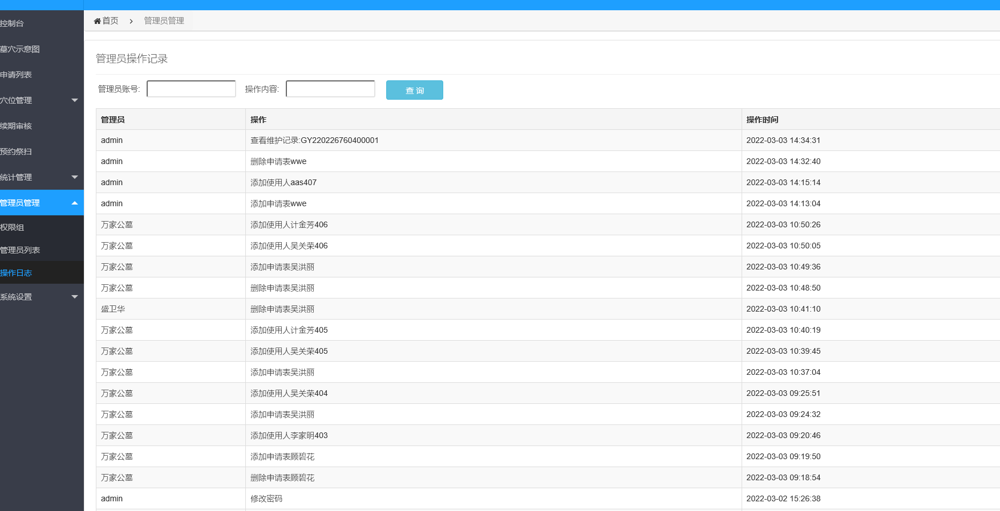 首页 > 管理员管理
控制台
墓穴示意图
申请列表
穴位管理
续期审核
预约祭扫
统计管理
管理员管理
权限组
管理员列表
操作日志
系统设置
管理员操作记录
管理员账号: 操作内容: 查 询
管理员 操作 操作时间
admin 查看维护记录:GY220226760400001 2022-03-03 14:34:31
admin 删除申请表wwe 2022-03-03 14:32:40
admin 添加使用人aas407 2022-03-03 14:15:14
admin 添加申请表wwe 2022-03-03 14:13:04
万家公墓 添加使用人计金芳406 2022-03-03 10:50:26
万家公墓 添加使用人吴关荣406 2022-03-03 10:50:05
万家公墓 添加申请表吴洪丽 2022-03-03 10:49:36
万家公墓 删除申请表吴洪丽 2022-03-03 10:48:50
盛卫华 删除申请表吴洪丽 2022-03-03 10:41:10
万家公墓 添加使用人计金芳405 2022-03-03 10:40:19
万家公墓 添加使用人吴关荣405 2022-03-03 10:39:45
万家公墓 添加申请表吴洪丽 2022-03-03 10:37:04
万家公墓 添加使用人吴关荣404 2022-03-03 09:25:51
万家公墓 添加申请表吴洪丽 2022-03-03 09:24:32
万家公墓 添加使用人李家明403 2022-03-03 09:20:46
万家公墓 添加申请表顾碧花 2022-03-03 09:19:50
万家公墓 删除申请表顾碧花 2022-03-03 09:18:54
admin 修改密码 2022-03-02 15:26:38